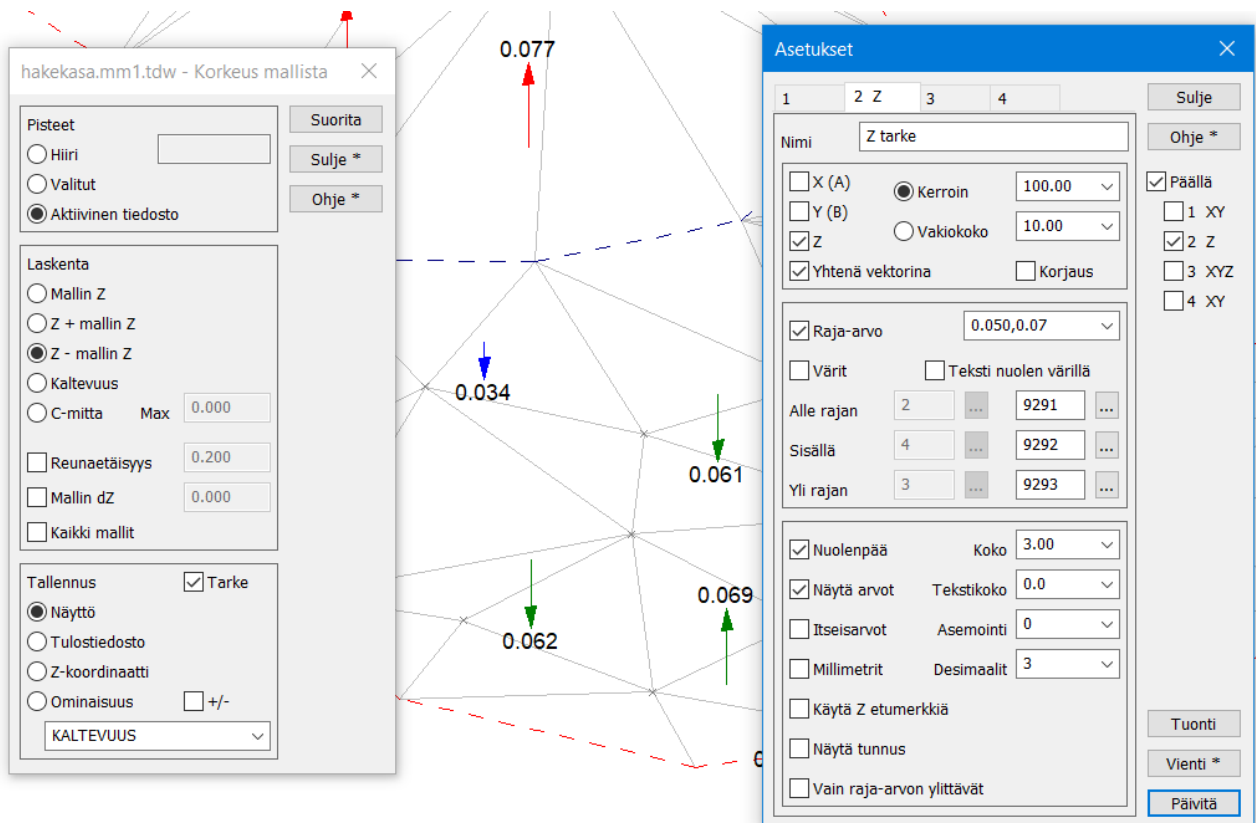 hakekasa.mm1.tdw - Korkeus mallista
Pisteet
Hiiri
Valitut
Aktiivinen tiedosto
Suorita
Sulje *
Ohje *
Laskenta
Mallin Z
Z + mallin Z
Z - mallin Z
Kaltevuus
C-mitta Max 0.000
Reunaetäisyys 0.200
Mallin dZ 0.000
Kaikki mallit
Tallennus Tarke
Näyttö
Tulostiedosto
Z-koordinaatti
Ominaisuus +/-
KALTEVUUS
0.077
0.034
0.061
0.069
0.062
Asetukset
1 2 Z 3 4
Nimi Z tarke
X (A) Kerroin 100.00
Y (B) Vakiokoko 10.00
Z
Yhtenä vektorina Korjaus
Raja-arvo 0.050,0.07
Värit Teksti nuolen värillä
Alle rajan 2 ... 9291 ...
Sisällä 4 ... 9292 ...
Yli rajan 3 ... 9293 ...
Nuolenpää Koko 3.00
Näytä arvot Tekstikoko 0.0
Itseisarvot Asemointi 0
Millimetrit Desimaalit 3
Käytä Z etumerkkiä
Näytä tunnus
Vain raja-arvon ylittävät
Sulje
Ohje *
Päällä
1 XY
2 Z
3 XYZ
4 XY
Tuonti
Vienti *
Päivitä